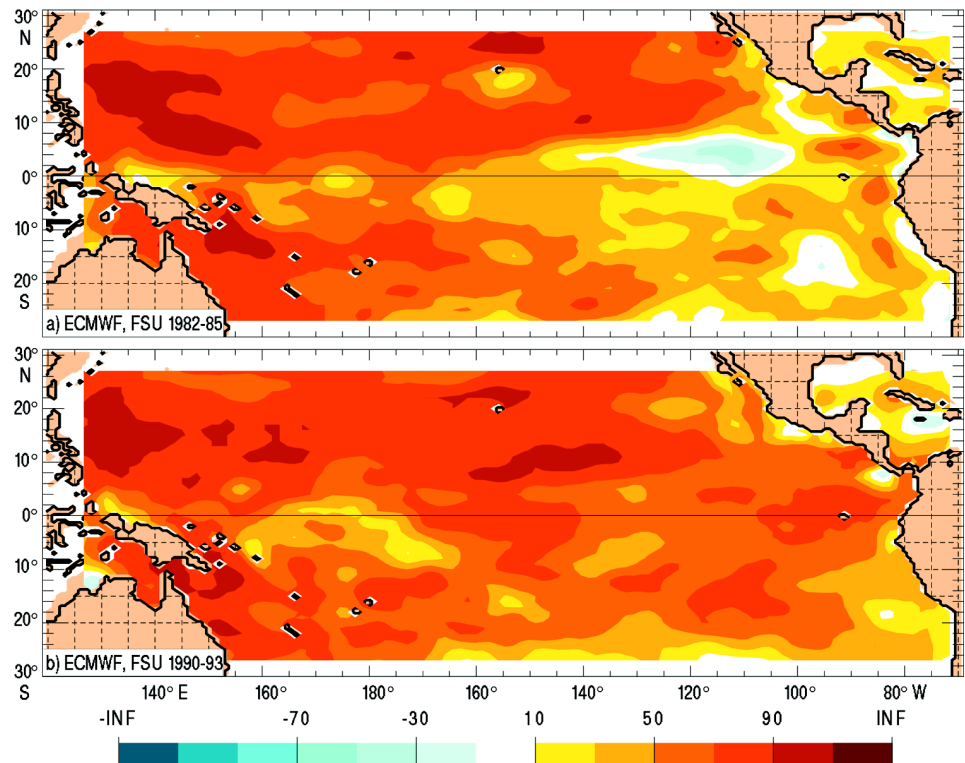 30°
N
20°
10°
0°
10°
20°
S
a) ECMWF, FSU 1982-85
30°
N
20°
10°
0°
10°
20°
b) ECMWF, FSU 1990-93
30°
S 140° E 160° 180° 160° 140° 120° 100° 80° W
-INF -70 -30 10 50 90 INF